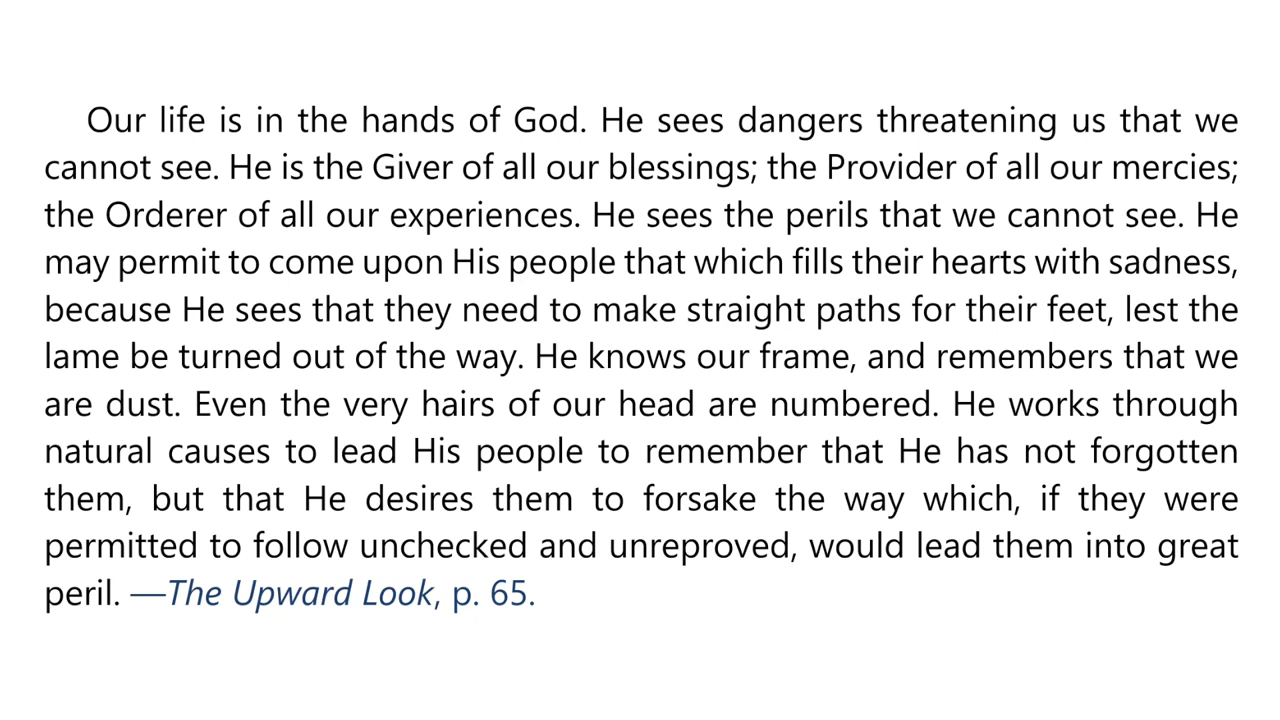 Our life is in the hands of God. He sees dangers threatening us that we
cannot see. He is the Giver of all our blessings; the Provider of all our mercies;
the Orderer of all our experiences. He sees the perils that we cannot see. He
may permit to come upon His people that which fills their hearts with sadness,
because He sees that they need to make straight paths for their feet, lest the
lame be turned out of the way. He knows our frame, and remembers that we
are dust. Even the very hairs of our head are numbered. He works through
natural causes to lead His people to remember that He has not forgotten
them, but that He desires them to forsake the way which, if they were
permitted to follow unchecked and unreproved, would lead them into great
peril. —The Upward Look, p. 65.